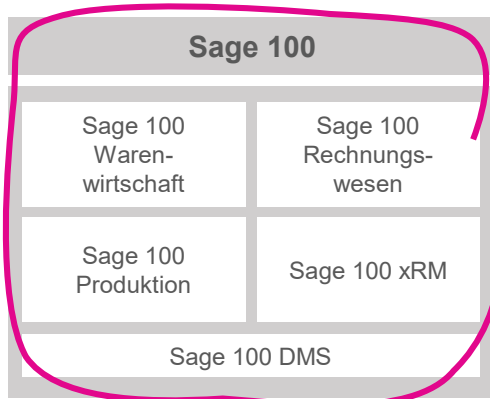 Sage 100
Sage 100
Waren-
wirtschaft
Sage 100
Rechnungs-
wesen
Sage 100
Produktion
Sage 100 xRM
Sage 100 DMS